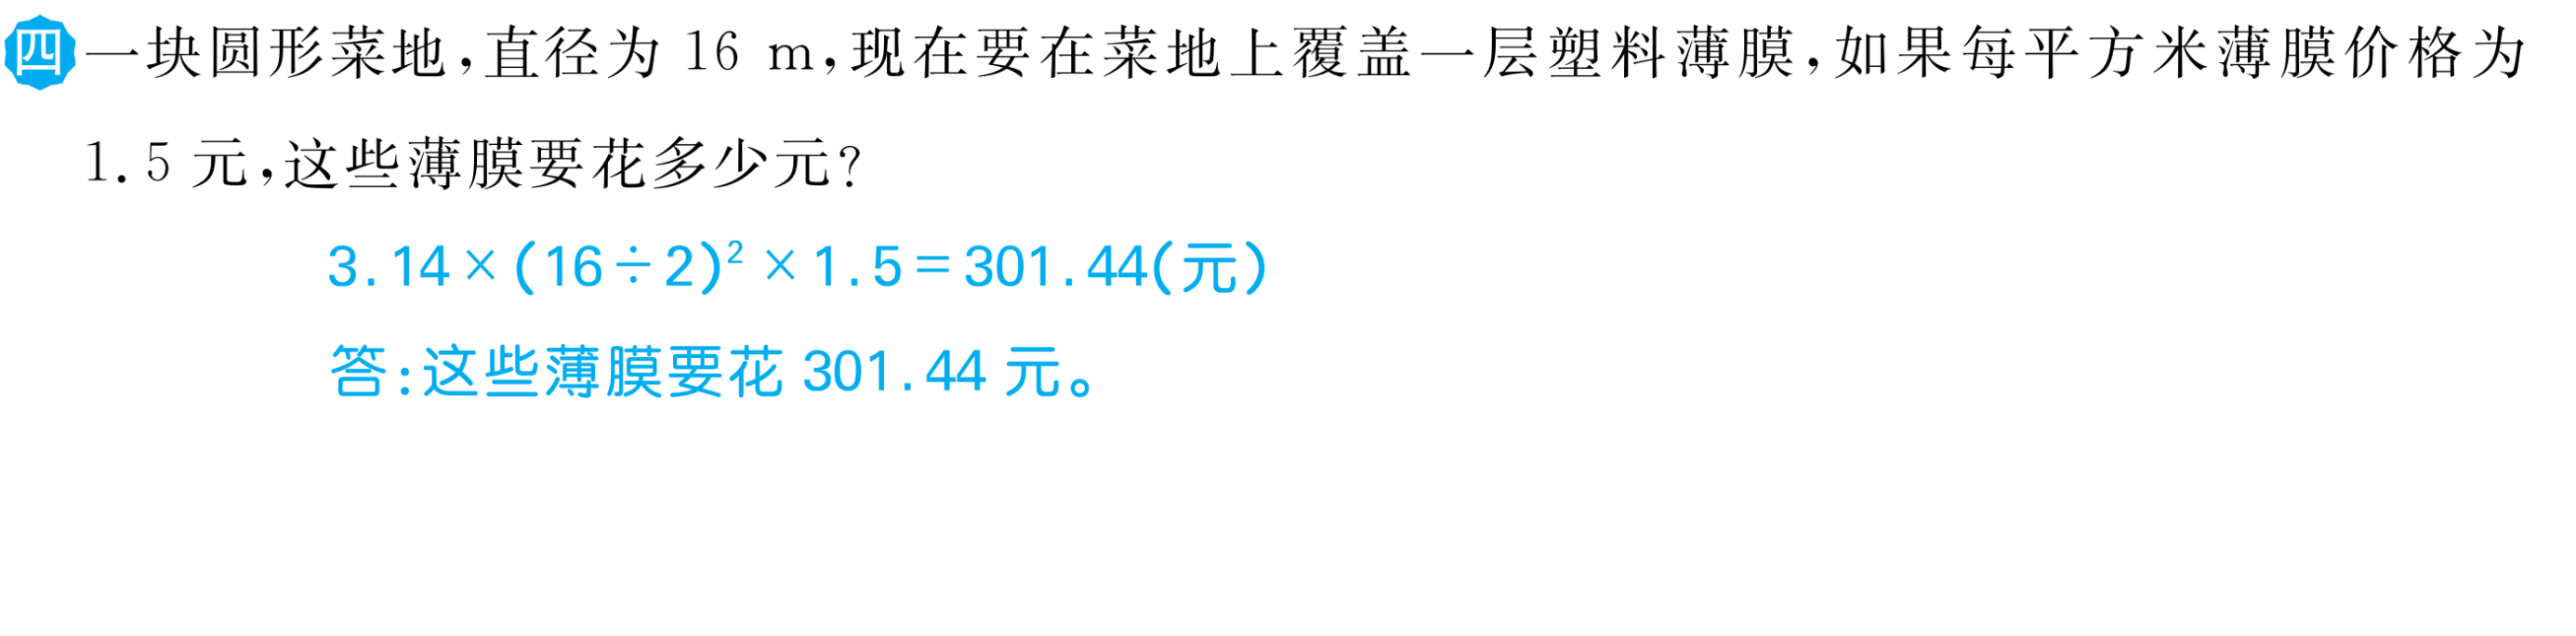 四 一块圆形菜地,直径为 16 m,现在要在菜地上覆盖一层塑料薄膜,如果每平方米薄膜价格为
1.5 元,这些薄膜要花多少元?
3.14×(16÷2)²×1.5=301.44(元)
答:这些薄膜要花 301.44 元。